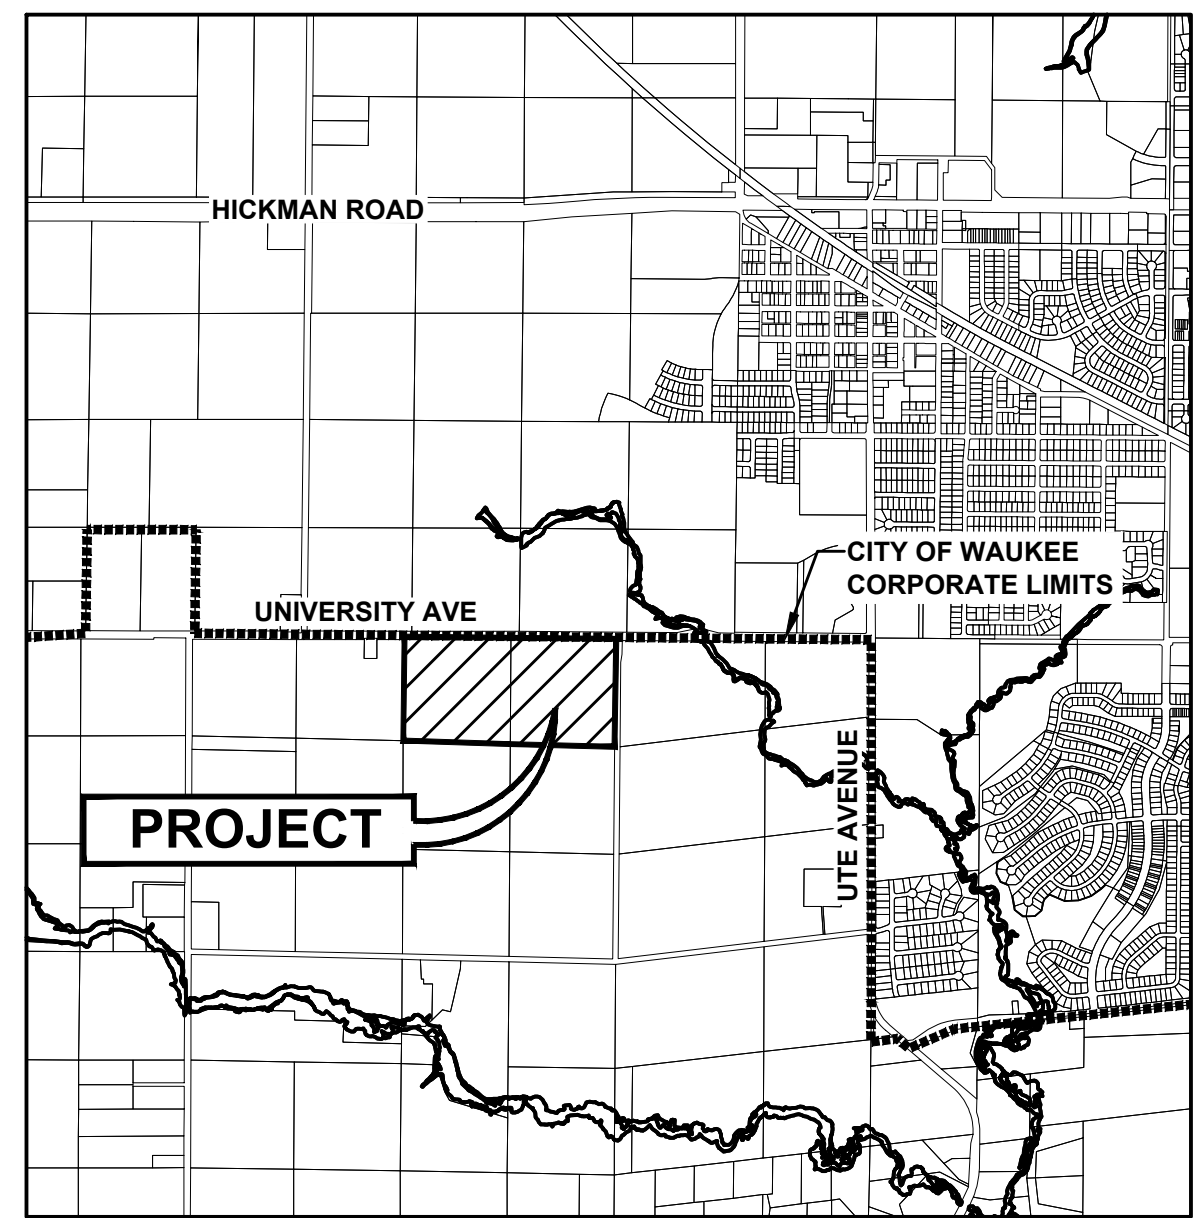 HICKMAN ROAD
CITY OF WAUKEE
CORPORATE LIMITS
UNIVERSITY AVE
UTE AVENUE
PROJECT